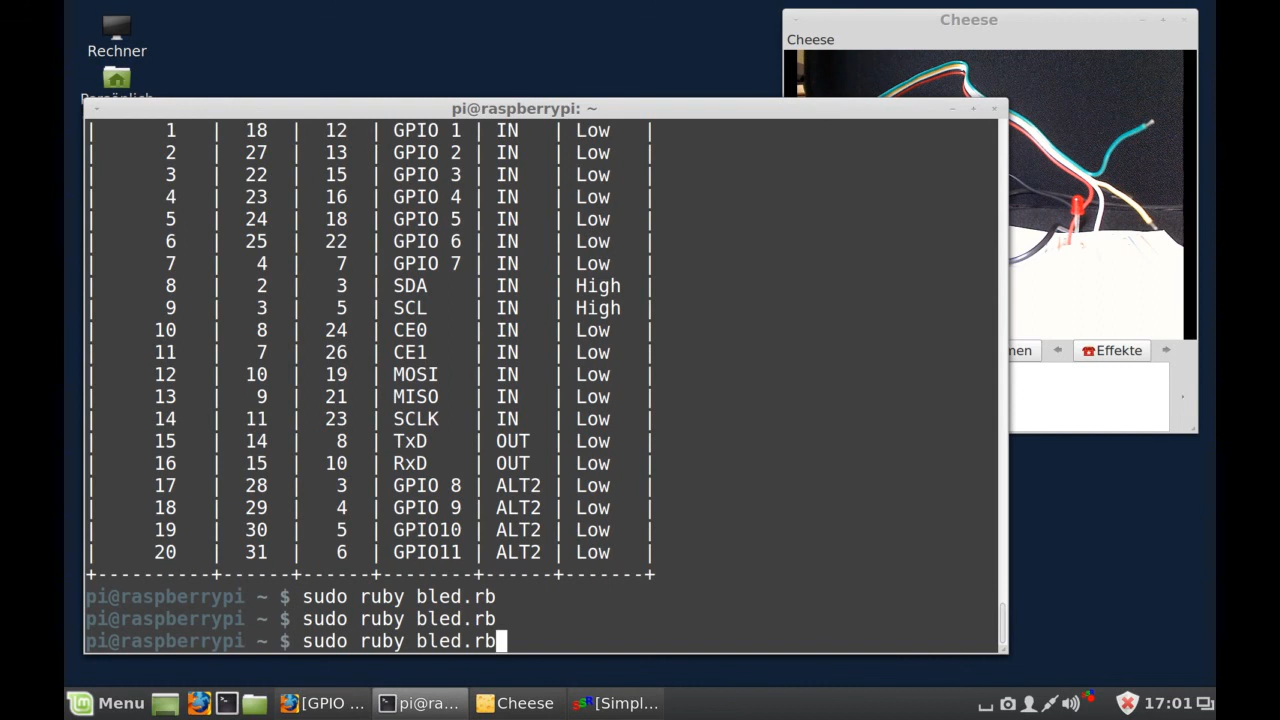 Rechner
Persönlich
Cheese
Cheese
pi@raspberrypi: ~
| 1 | 18 | 12 | GPIO 1 | IN | Low |
| 2 | 27 | 13 | GPIO 2 | IN | Low |
| 3 | 22 | 15 | GPIO 3 | IN | Low |
| 4 | 23 | 16 | GPIO 4 | IN | Low |
| 5 | 24 | 18 | GPIO 5 | IN | Low |
| 6 | 25 | 22 | GPIO 6 | IN | Low |
| 7 | 4 | 7 | GPIO 7 | IN | Low |
| 8 | 2 | 3 | SDA | IN | High |
| 9 | 3 | 5 | SCL | IN | High |
| 10 | 8 | 24 | CE0 | IN | Low |
| 11 | 7 | 26 | CE1 | IN | Low |
| 12 | 10 | 19 | MOSI | IN | Low |
| 13 | 9 | 21 | MISO | IN | Low |
| 14 | 11 | 23 | SCLK | IN | Low |
| 15 | 14 | 8 | TxD | OUT | Low |
| 16 | 15 | 10 | RxD | OUT | Low |
| 17 | 28 | 3 | GPIO 8 | ALT2 | Low |
| 18 | 29 | 4 | GPIO 9 | ALT2 | Low |
| 19 | 30 | 5 | GPIO10 | ALT2 | Low |
| 20 | 31 | 6 | GPIO11 | ALT2 | Low |
+----------+------+------+--------+------+-------+
pi@raspberrypi ~ $ sudo ruby bled.rb
pi@raspberrypi ~ $ sudo ruby bled.rb
pi@raspberrypi ~ $ sudo ruby bled.rb
men
Effekte
Menu
[GPIO ...
pi@ra...
Cheese
[Simpl...
17:01